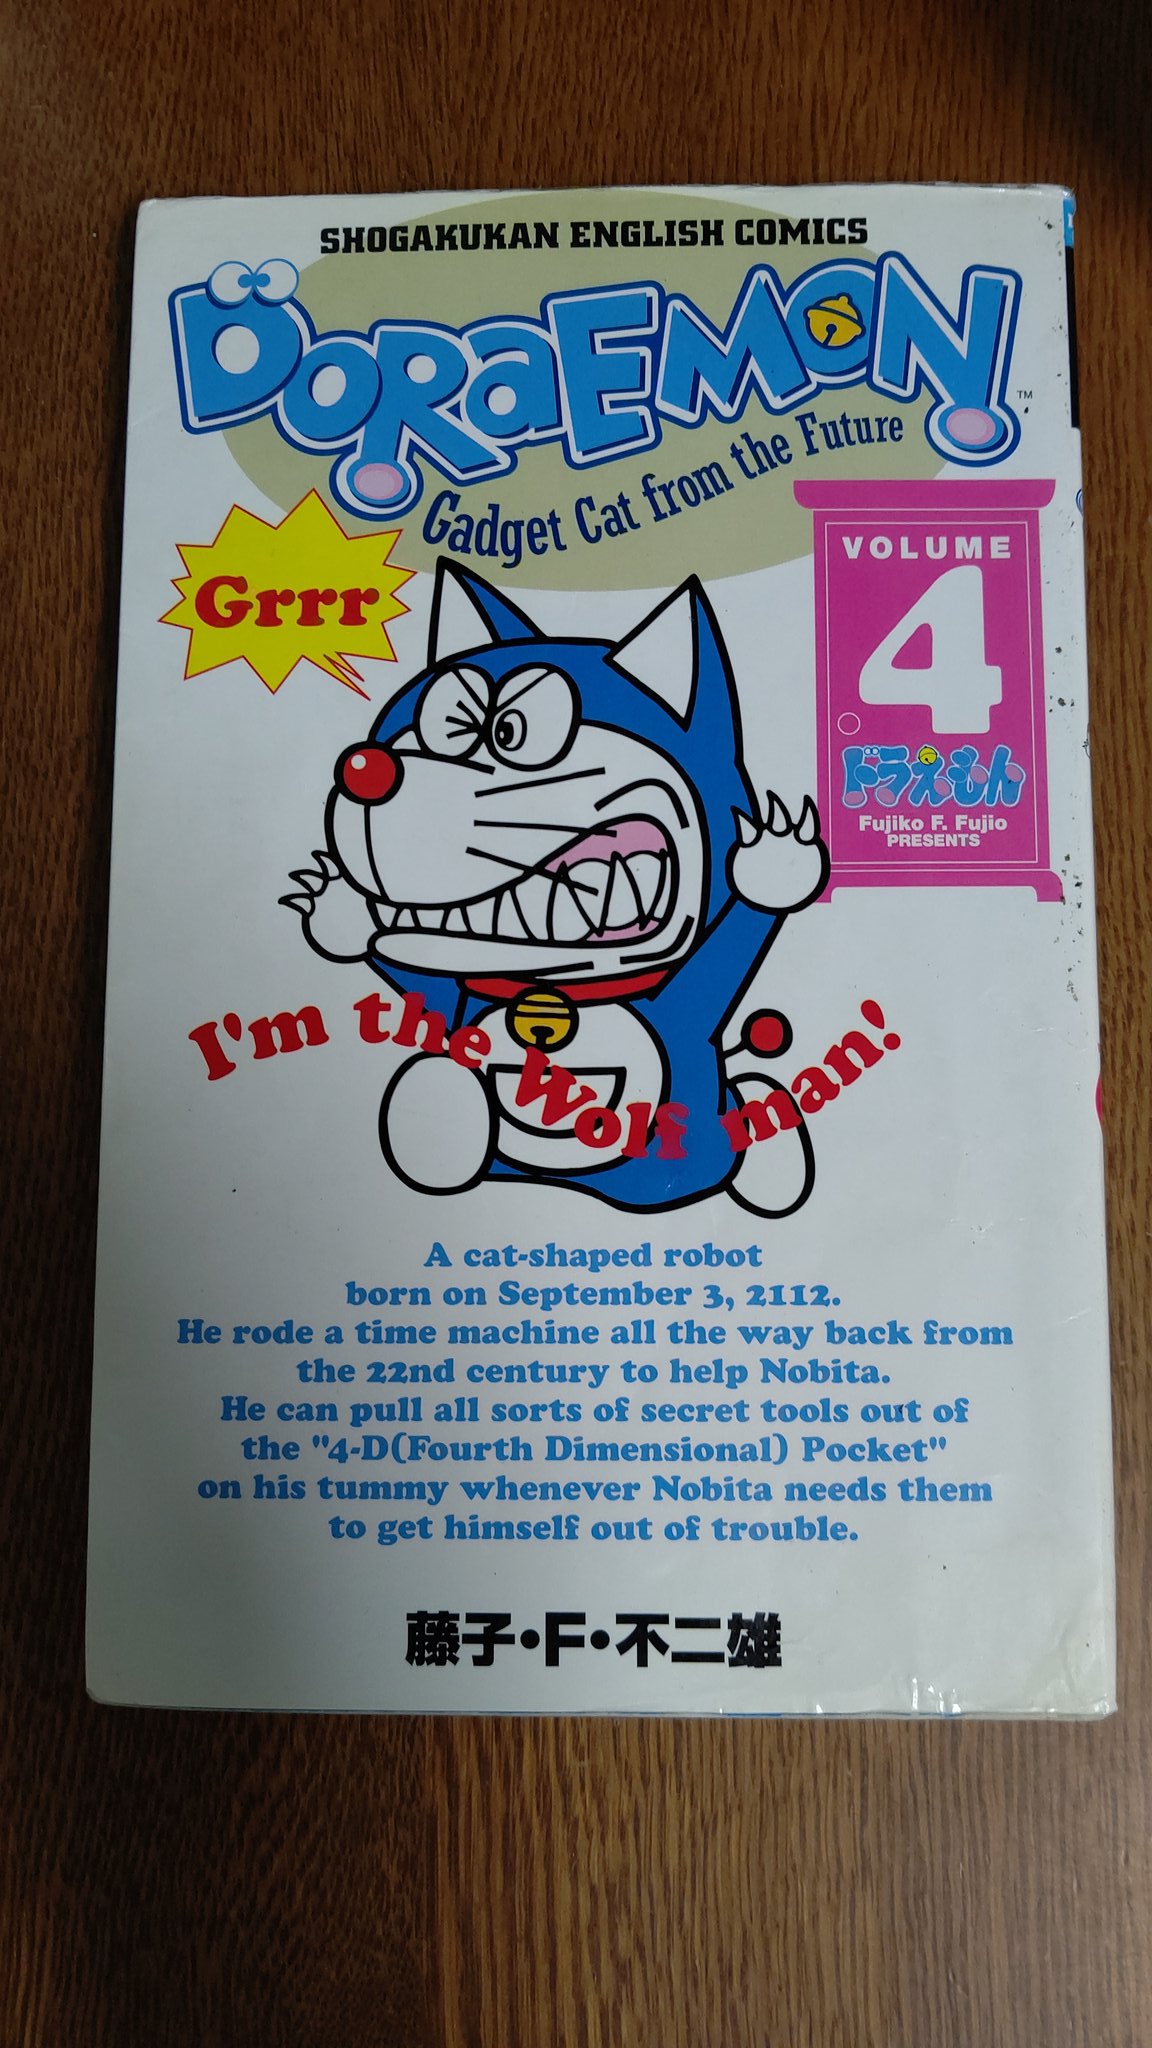 SHOGAKUKAN ENGLISH COMICS
DORAEMON
TM
Gadget Cat from the Future
Grrr
VOLUME
4
ドラえもん
Fujiko F. Fujio
PRESENTS
I'm the Wolf man!
A cat-shaped robot
born on September 3, 2112.
He rode a time machine all the way back from
the 22nd century to help Nobita.
He can pull all sorts of secret tools out of
the "4-D(Fourth Dimensional) Pocket"
on his tummy whenever Nobita needs them
to get himself out of trouble.
藤子・F・不二雄